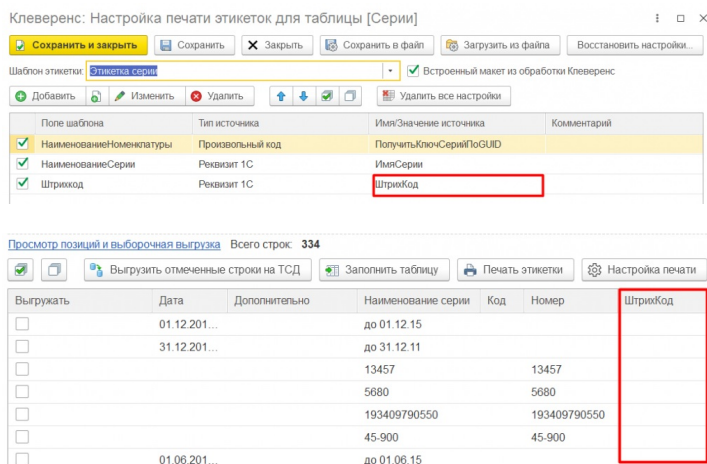 Клеверенс: Настройка печати этикеток для таблицы [Серии]
Сохранить и закрыть Сохранить Закрыть Сохранить в файл Загрузить из файла Восстановить настройки...
Шаблон этикетки: Этикетка серии Встроенный макет из обработки Клеверенс
Добавить Изменить Удалить Удалить все настройки
Поле шаблона Тип источника Имя/Значение источника Комментарий
НаименованиеНоменклатуры Произвольный код ПолучитьКлючСерийПоGUID
НаименованиеСерии Реквизит 1С ИмяСерии
Штрихкод Реквизит 1С ШтрихКод
Просмотр позиций и выборочная выгрузка Всего строк: 334
Выгрузить отмеченные строки на ТСД Заполнить таблицу Печать этикетки Настройка печати
Выгружать Дата Дополнительно Наименование серии Код Номер ШтрихКод
01.12.201... до 01.12.15
31.12.201... до 31.12.11
13457 13457
5680 5680
193409790550 193409790550
45-900 45-900
01.06.201... до 01.06.15